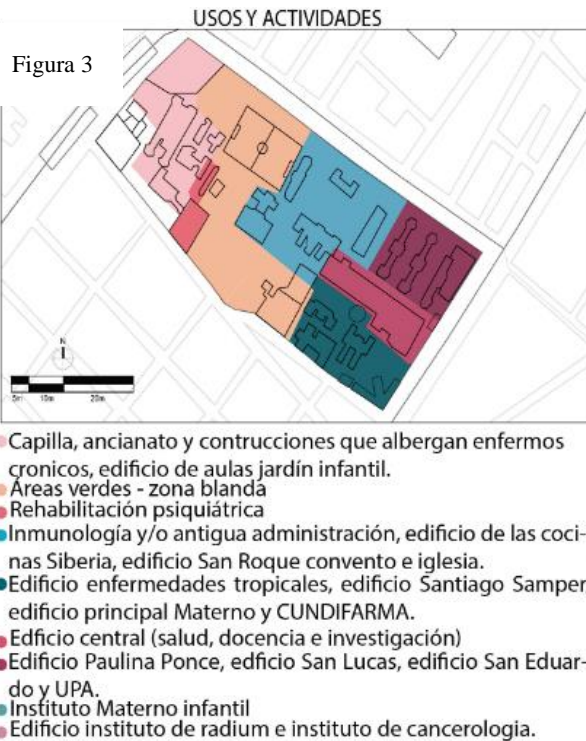 USOS Y ACTIVIDADES
Figura 3
N
5m 10m 20m
Capilla, ancianato y contrucciones que albergan enfermos
cronicos, edificio de aulas jardín infantil.
Áreas verdes - zona blanda
Rehabilitación psiquiátrica
Inmunología y/o antigua administración, edificio de las coci-
nas Siberia, edificio San Roque convento e iglesia.
Edificio enfermedades tropicales, edificio Santiago Samper
edificio principal Materno y CUNDIFARMA.
Edficio central (salud, docencia e investigación)
Edificio Paulina Ponce, edficio San Lucas, edificio San Eduar-
do y UPA.
Instituto Materno infantil
Edificio instituto de radium e instituto de cancerologia.